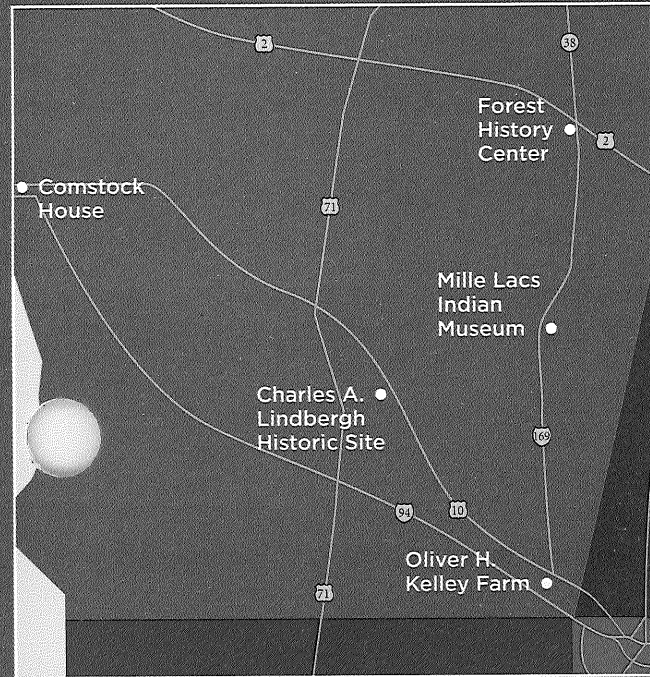 2
38
Forest
History
Center
2
Comstock
House
71
Mille Lacs
Indian
Museum
Charles A.
Lindbergh
Historic Site
169
94
10
Oliver H.
Kelley Farm
71